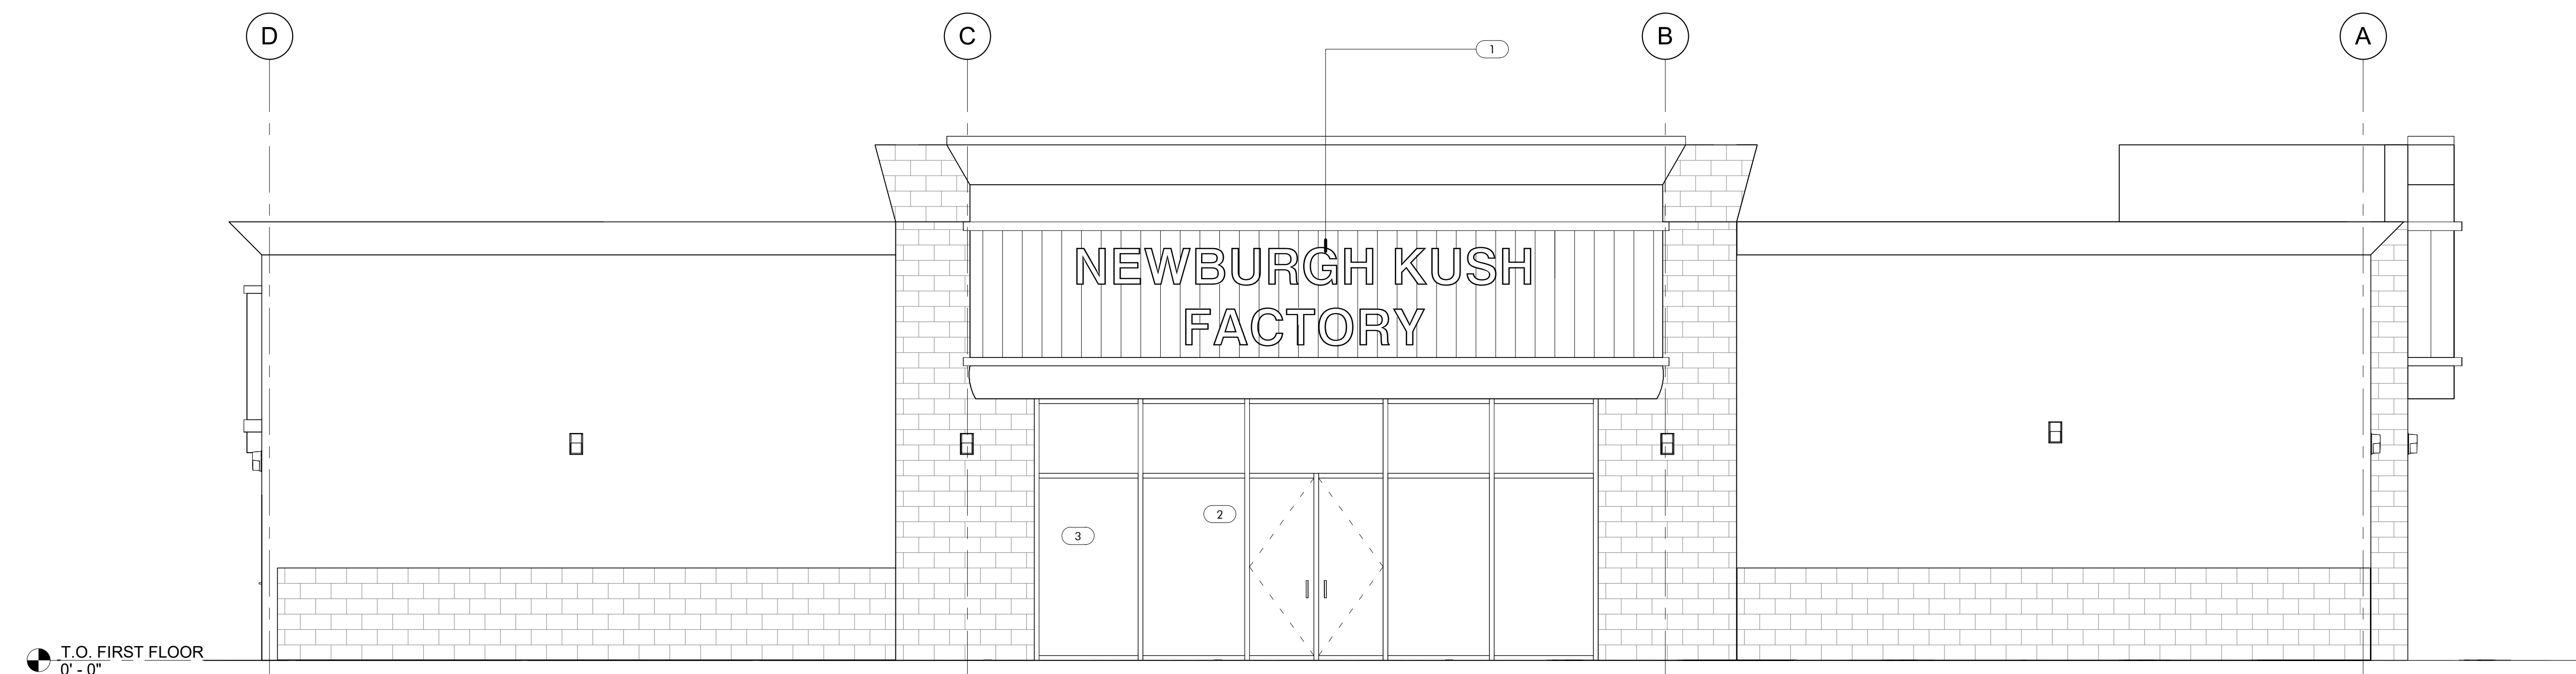 D
C
B
A
1
NEWBURGH KUSH
FACTORY
2
3
T.O. FIRST FLOOR
0' - 0"